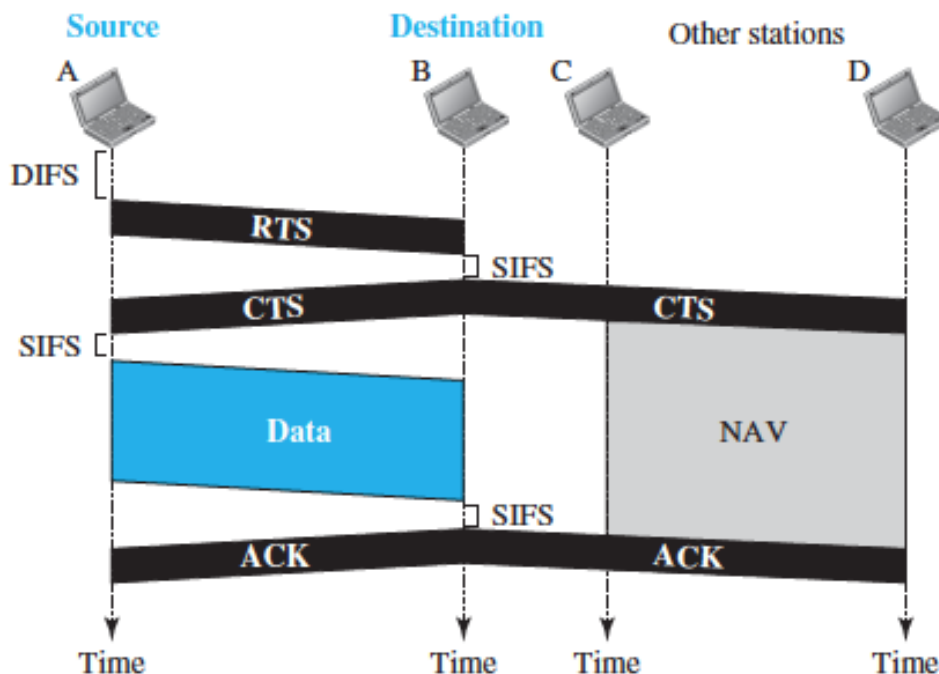 Source Destination Other stations
A B C D
DIFS
RTS
SIFS
CTS CTS
SIFS
Data NAV
SIFS
ACK ACK
Time Time Time Time